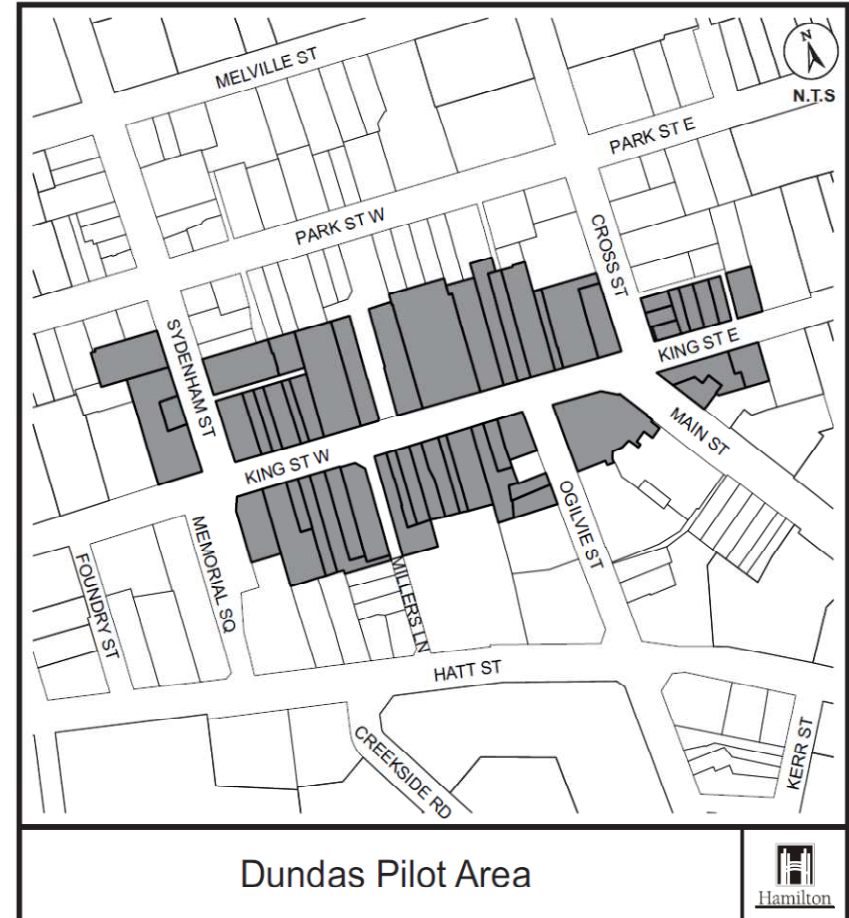 MELVILLE ST
N
N.T.S
PARK ST E
PARK ST W
CROSS ST
SYDENHAM ST
KING ST E
MAIN ST
KING ST W
OGILVIE ST
MEMORIAL SQ
FOUNDRY ST
MILLERS LN
HATT ST
CREEKSIDE RD
KERR ST
Dundas Pilot Area
Hamilton